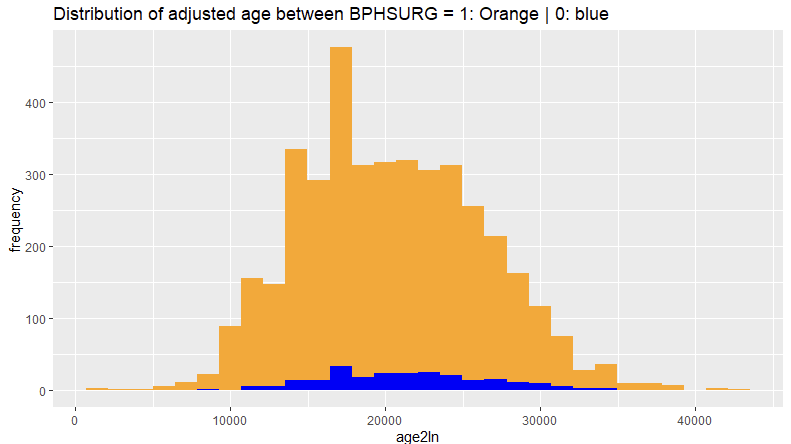 Distribution of adjusted age between BPHSURG = 1: Orange | 0: blue
frequency
400
300
200
100
0
0 10000 20000 30000 40000
age2ln